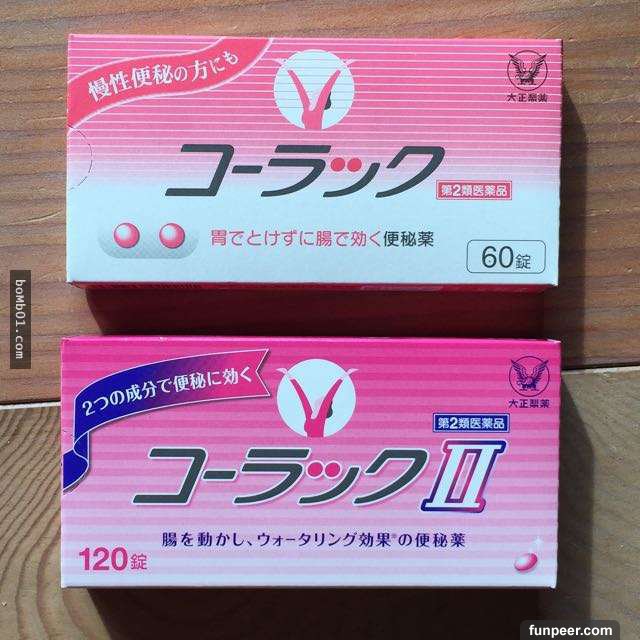 慢性便秘の方にも
大正製薬
コーラック
第2類医薬品
胃でとけずに腸で効く便秘薬
60錠
boMb01.com
2つの成分で便秘に効く
大正製薬
第2類医薬品
コーラックII
腸を動かし、ウォータリング効果※の便秘薬
120錠
funpeer.com